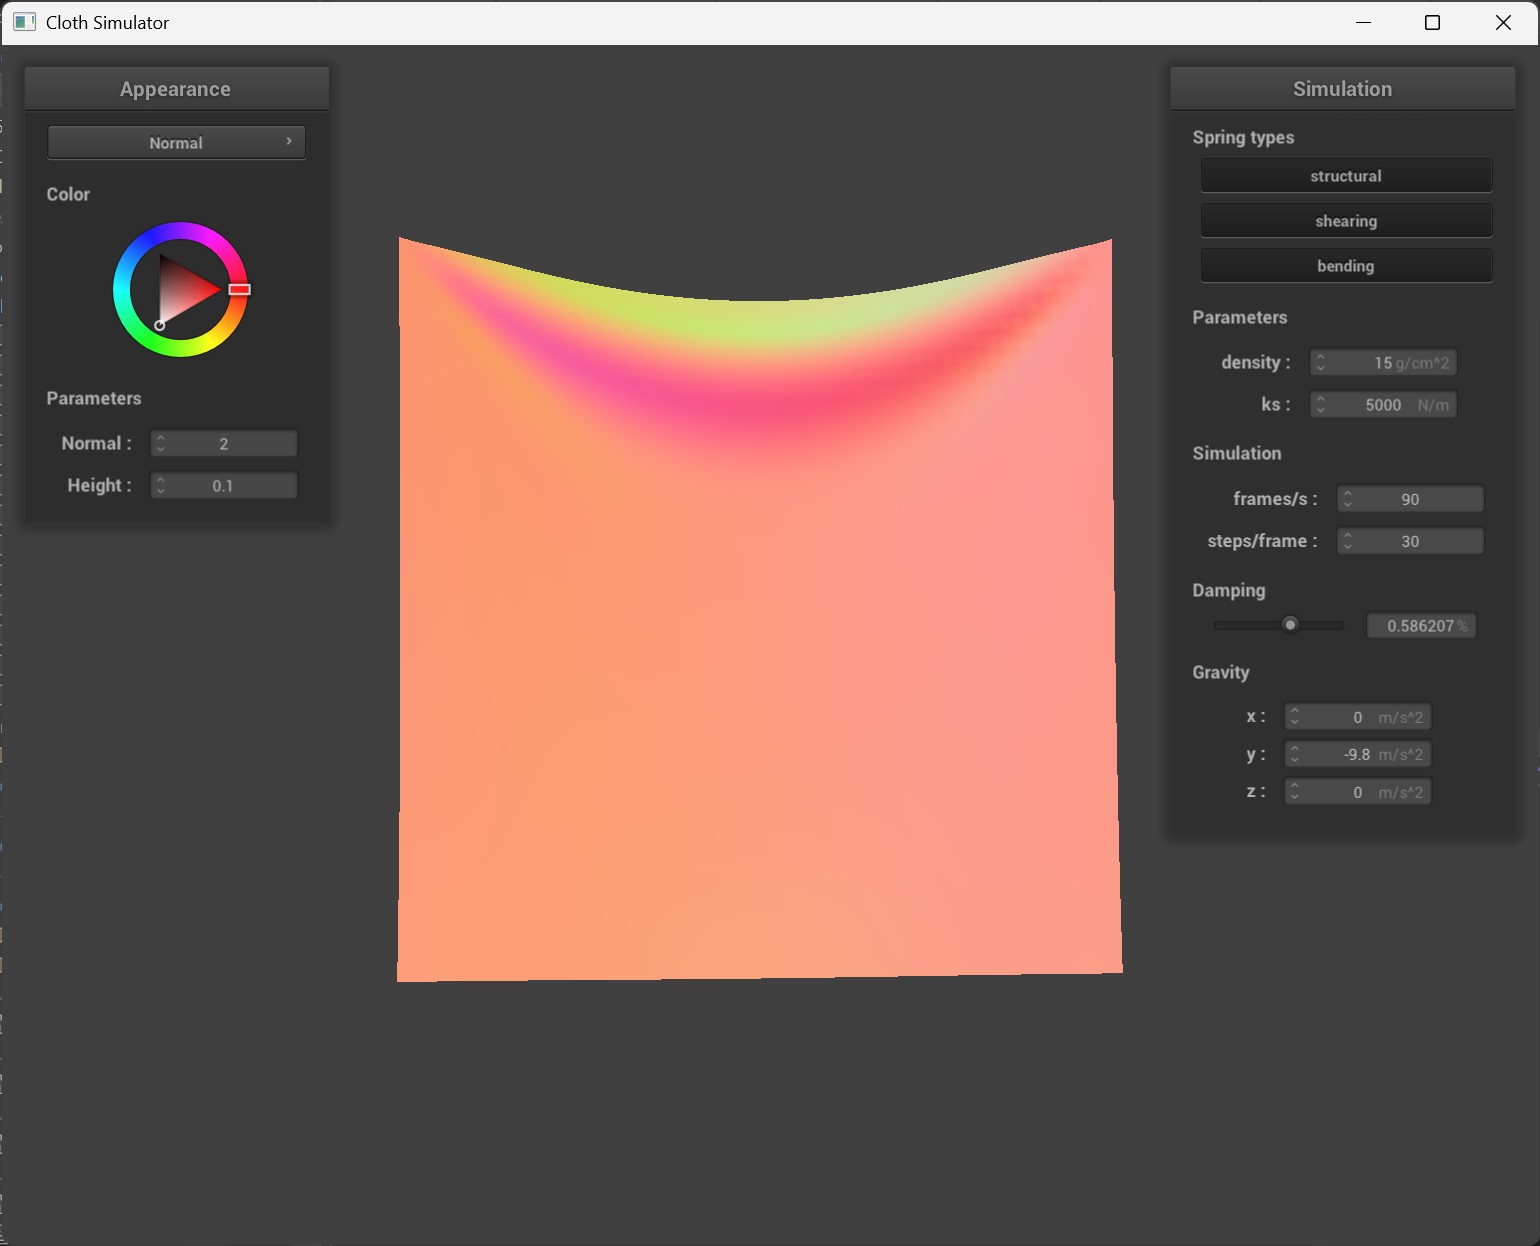 Cloth Simulator
Appearance
Normal
Color
Parameters
Normal : 2
Height : 0.1
Simulation
Spring types
structural
shearing
bending
Parameters
density : 15 g/cm^2
ks : 5000 N/m
Simulation
frames/s : 90
steps/frame : 30
Damping
0.586207 %
Gravity
x : 0 m/s^2
y : -9.8 m/s^2
z : 0 m/s^2